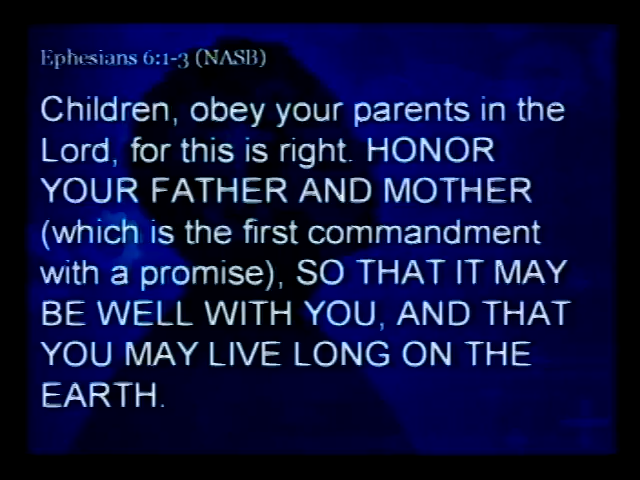 Ephesians 6:1-3 (NASB)
Children, obey your parents in the
Lord, for this is right. HONOR
YOUR FATHER AND MOTHER
(which is the first commandment
with a promise), SO THAT IT MAY
BE WELL WITH YOU, AND THAT
YOU MAY LIVE LONG ON THE
EARTH.